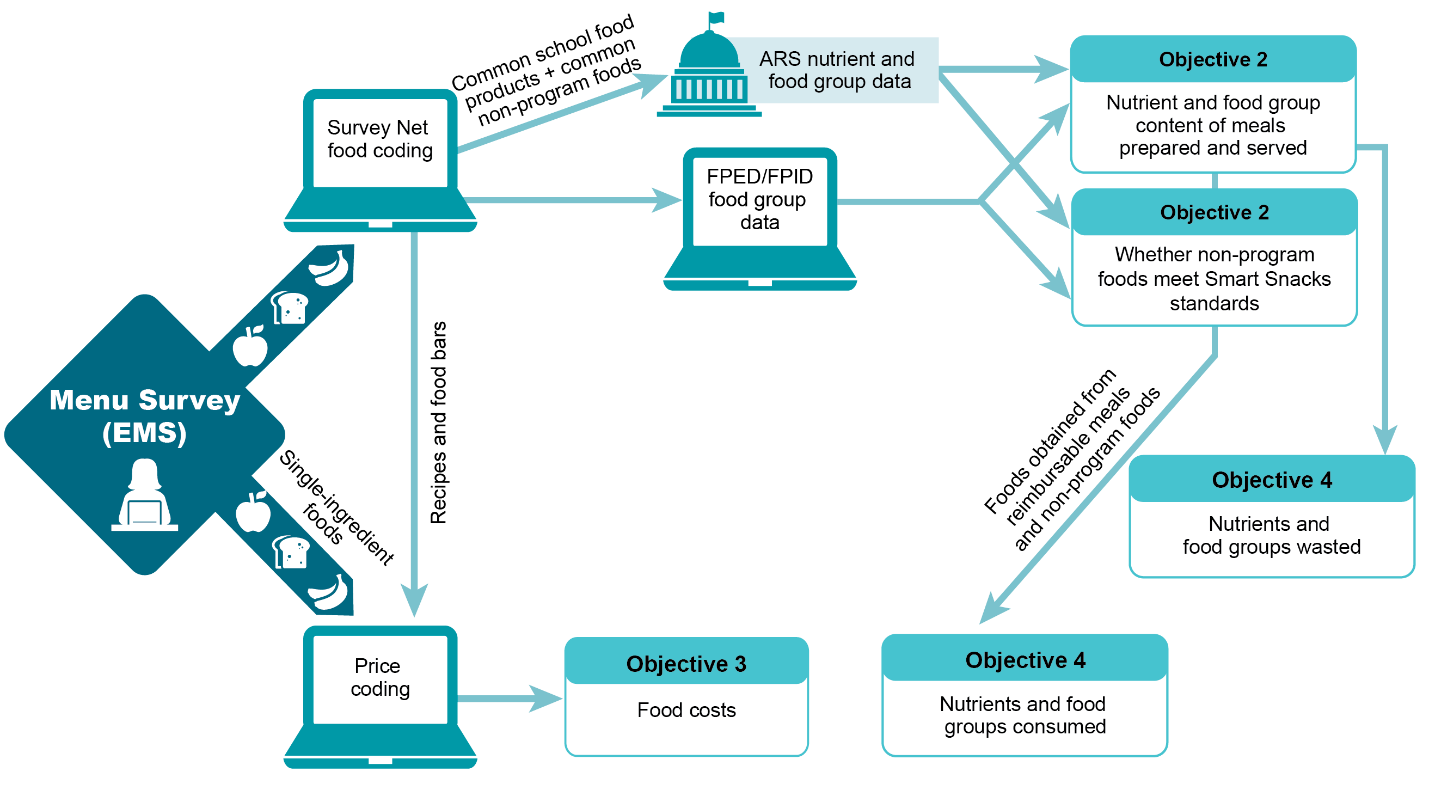 Common school food
products + common
non-program foods
ARS nutrient and
food group data
Objective 2
Nutrient and food group
content of meals
prepared and served
Survey Net
food coding
FPED/FPID
food group
data
Objective 2
Whether non-program
foods meet Smart Snacks
standards
Menu Survey
(EMS)
Recipes and food bars
Single-ingredient
foods
Foods obtained from
reimbursable meals
and non-program foods
Objective 4
Nutrients and
food groups wasted
Price
coding
Objective 3
Food costs
Objective 4
Nutrients and food
groups consumed